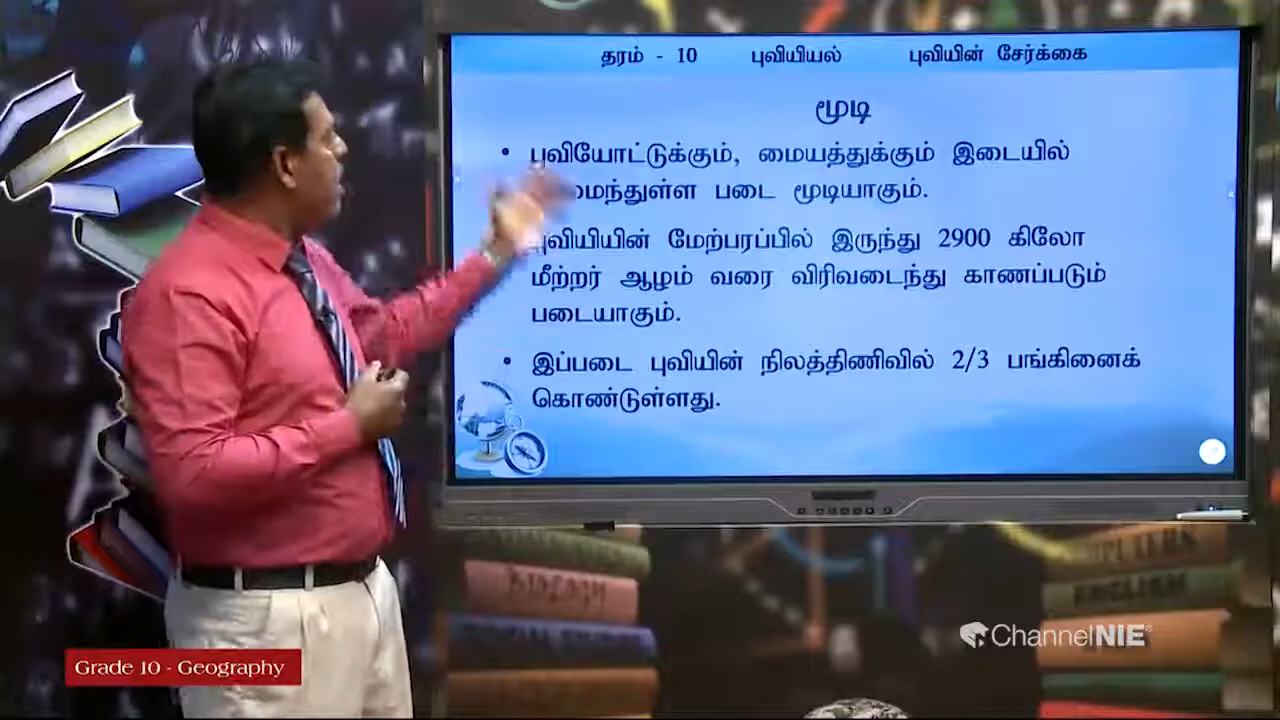 தரம் - 10 புவியியல் புவியின் சேர்க்கை
மூடி
• புவியோட்டுக்கும், மையத்துக்கும் இடையில்
படை மூடியாகும்.
மேற்பரப்பில் இருந்து 2900 கிலோ
மீற்றர் ஆழம் வரை விரிவடைந்து காணப்படும்
படையாகும்.
• இப்படை புவியின் நிலத்திணிவில் 2/3 பங்கினைக்
கொண்டுள்ளது.
ENGLISH
ChannelNIE
Grade 10 - Geography